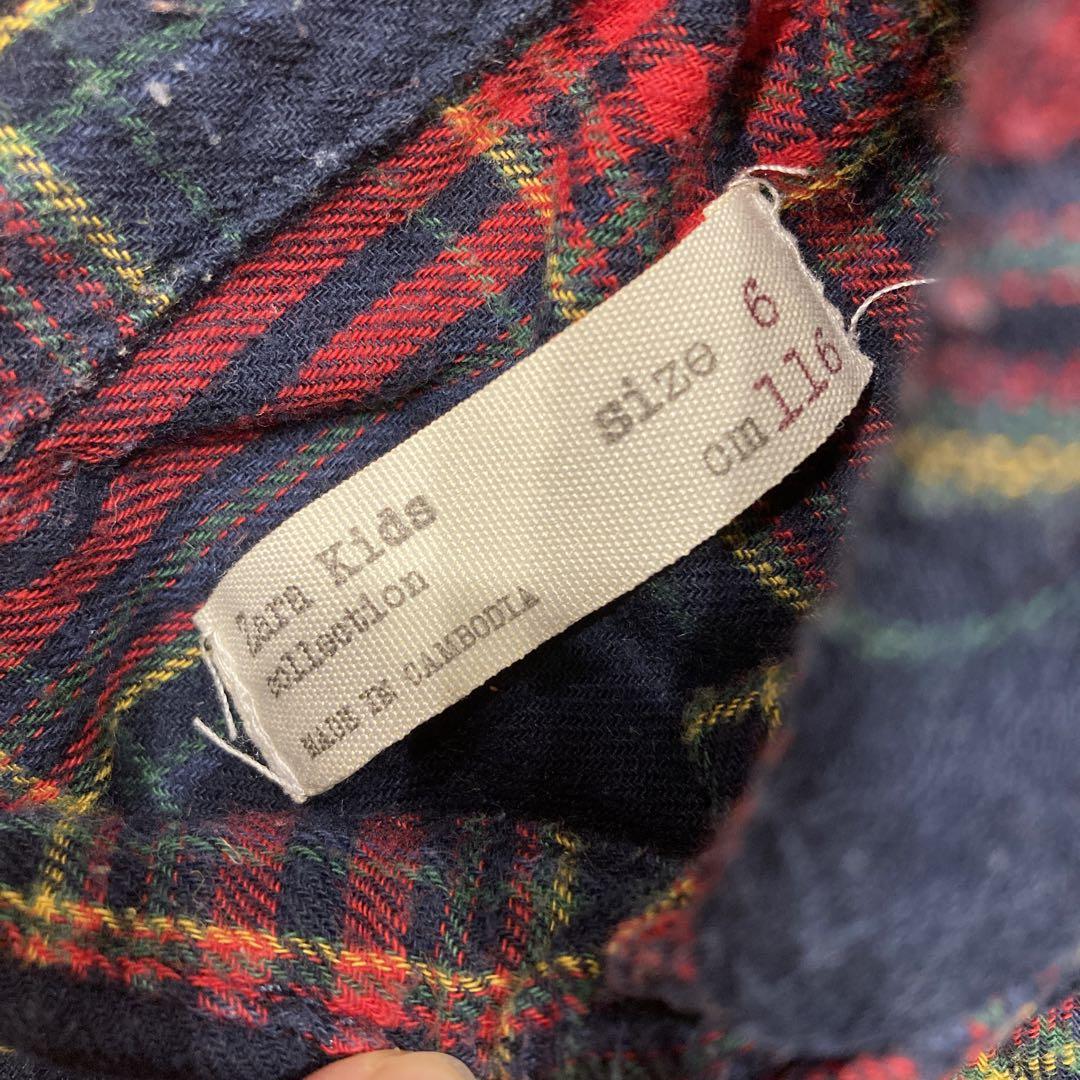 Zara Kids
collection
MADE IN CAMBODIA
size 6
cm 116